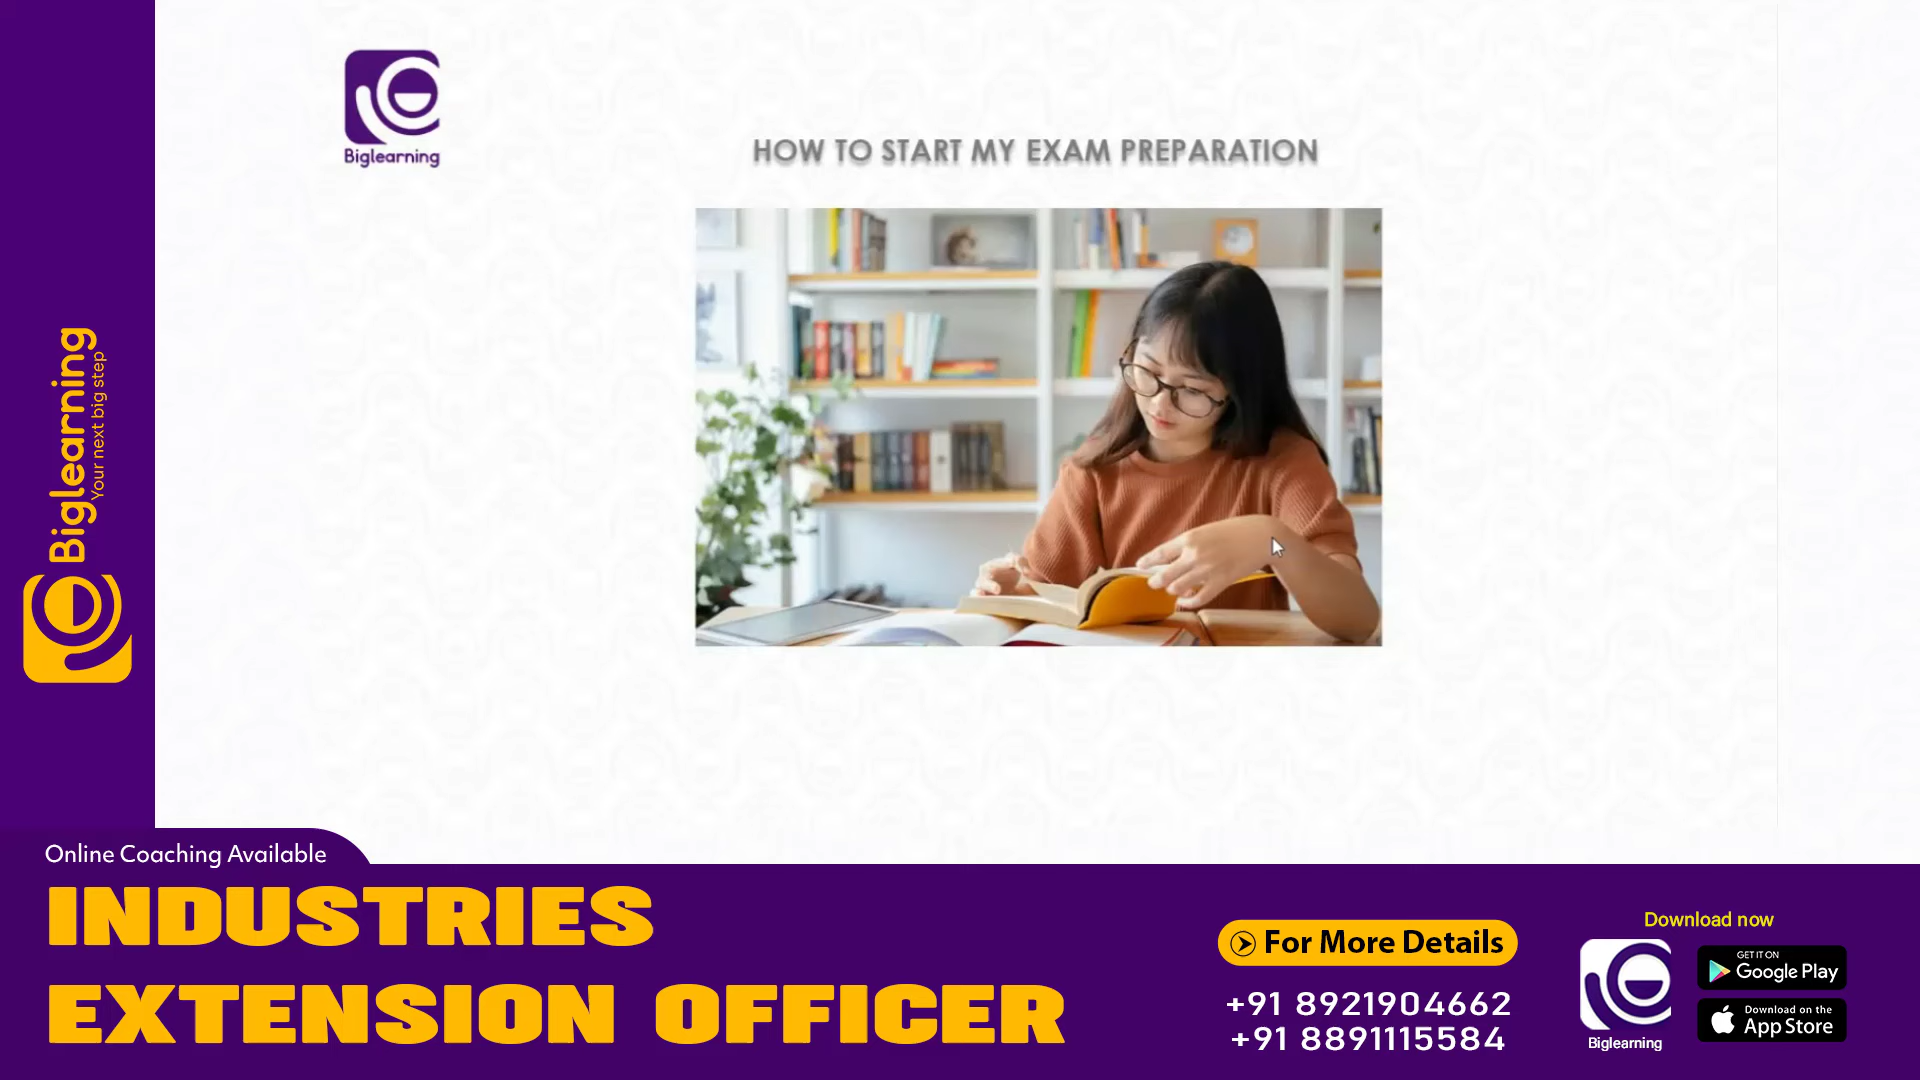 Biglearning
HOW TO START MY EXAM PREPARATION
Biglearning
Your next big step
Online Coaching Available
INDUSTRIES
EXTENSION OFFICER
For More Details
+91 8921904662
+91 8891115584
Download now
Biglearning
GET IT ON
Google Play
Download on the
App Store